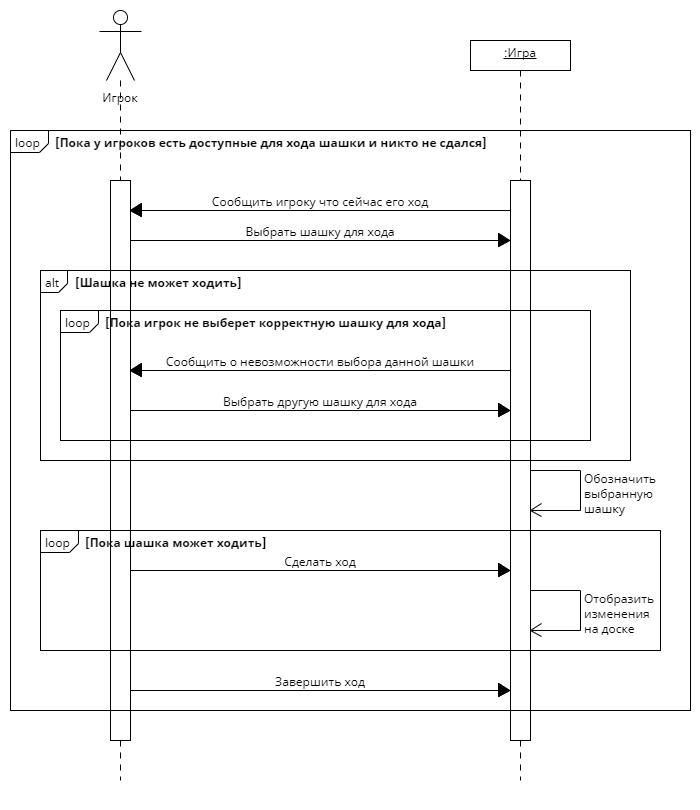 :Игра
Игрок
loop [Пока у игроков есть доступные для хода шашки и никто не сдался]
Сообщить игроку что сейчас его ход
Выбрать шашку для хода
alt [Шашка не может ходить]
loop [Пока игрок не выберет корректную шашку для хода]
Сообщить о невозможности выбора данной шашки
Выбрать другую шашку для хода
Обозначить
выбранную
шашку
loop [Пока шашка может ходить]
Сделать ход
Отобразить
изменения
на доске
Завершить ход